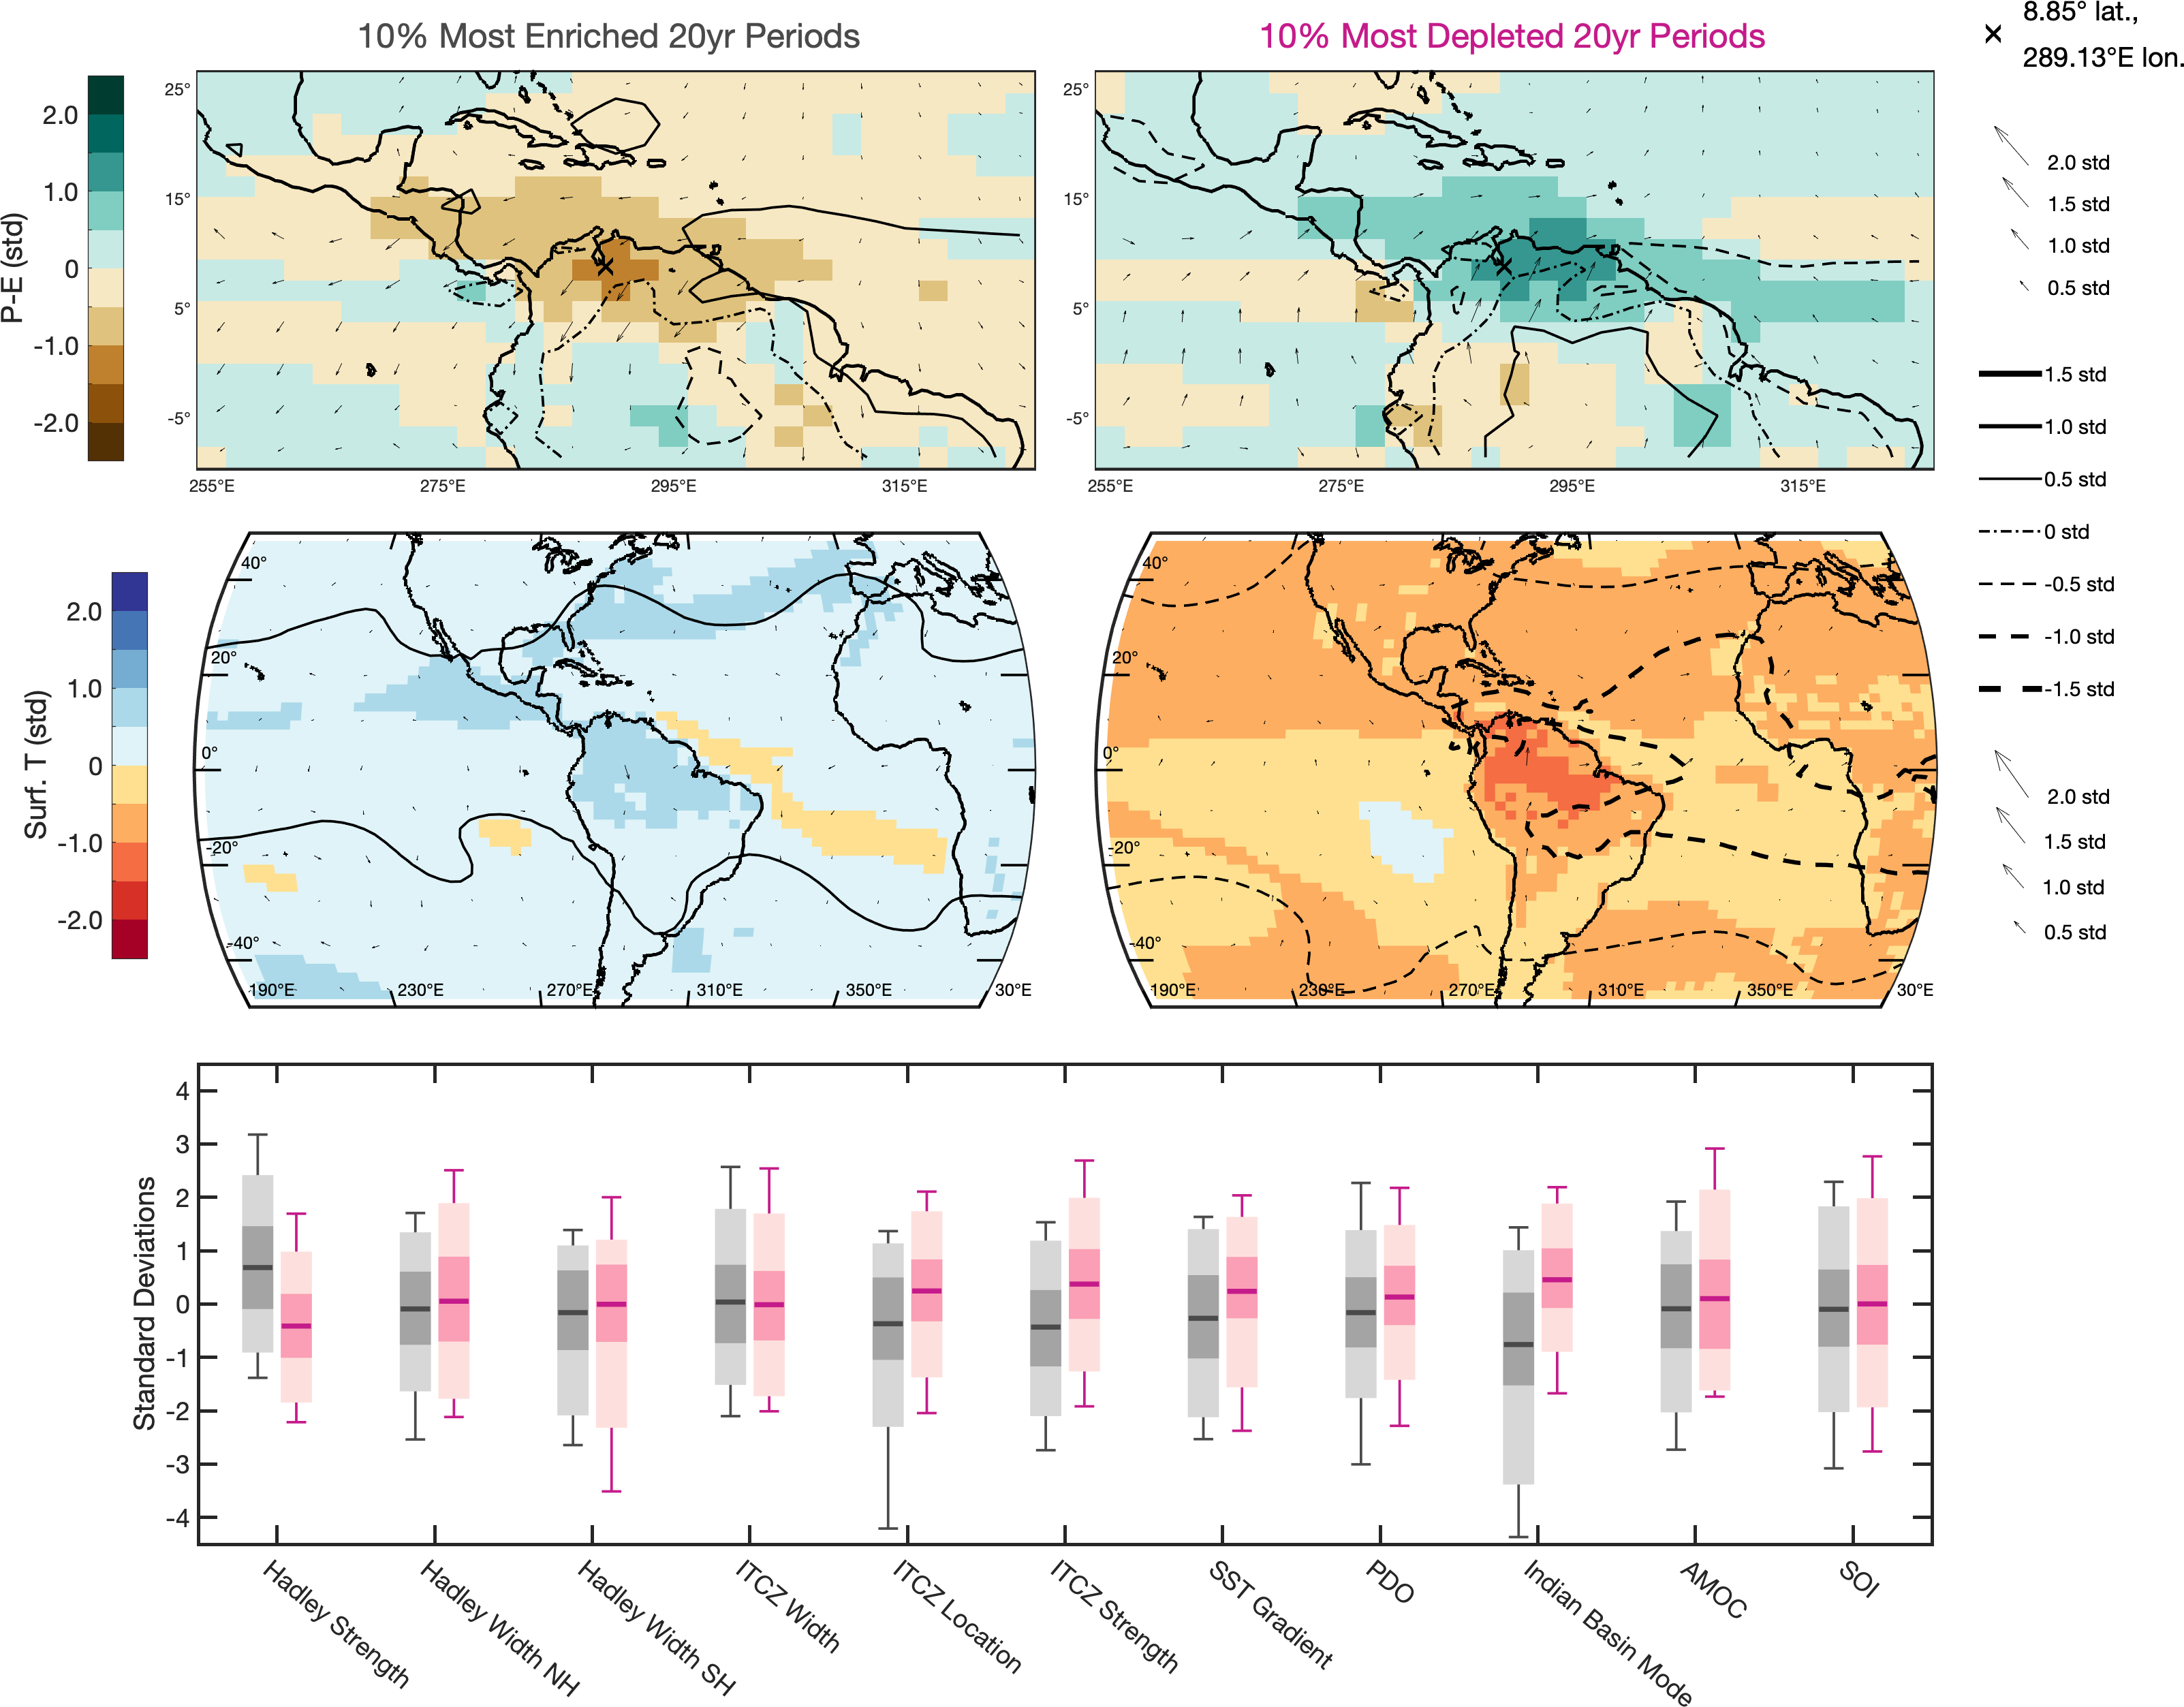 10% Most Enriched 20yr Periods
10% Most Depleted 20yr Periods
8.85° lat.,
289.13°E lon.
P-E (std)
2.0
1.0
0
-1.0
-2.0
25°
15°
5°
-5°
255°E
275°E
295°E
315°E
25°
15°
5°
-5°
255°E
275°E
295°E
315°E
2.0 std
1.5 std
1.0 std
0.5 std
1.5 std
1.0 std
0.5 std
0 std
-0.5 std
-1.0 std
-1.5 std
Surf. T (std)
2.0
1.0
0
-1.0
-2.0
40°
20°
0°
-20°
-40°
190°E
230°E
270°E
310°E
350°E
30°E
40°
20°
0°
-20°
-40°
190°E
230°E
270°E
310°E
350°E
30°E
2.0 std
1.5 std
1.0 std
0.5 std
Standard Deviations
4
3
2
1
0
-1
-2
-3
-4
Hadley Strength
Hadley Width NH
Hadley Width SH
ITCZ Width
ITCZ Location
ITCZ Strength
SST Gradient
PDO
Indian Basin Mode
AMOC
SOI